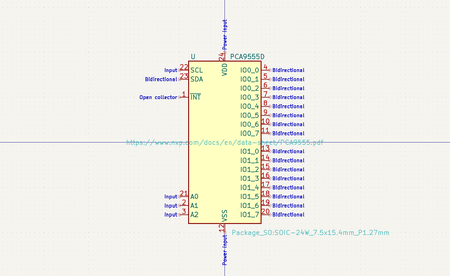 Power input
24
U PCA9555D
VDD
Input 22 SCL IO0_0 4 Bidirectional
Bidirectional 23 SDA IO0_1 5 Bidirectional
IO0_2 6 Bidirectional
Open collector 1 INT IO0_3 7 Bidirectional
IO0_4 8 Bidirectional
IO0_5 9 Bidirectional
IO0_6 10 Bidirectional
IO0_7 11 Bidirectional
https://www.nxp.com/docs/en/data-sheet/PCA9555.pdf
IO1_0 13 Bidirectional
IO1_1 14 Bidirectional
IO1_2 15 Bidirectional
IO1_3 16 Bidirectional
IO1_4 17 Bidirectional
Input 21 A0 IO1_5 18 Bidirectional
Input 2 A1 IO1_6 19 Bidirectional
Input 3 A2 IO1_7 20 Bidirectional
VSS
12
Power input
Package_SO:SOIC-24W_7.5x15.4mm_P1.27mm